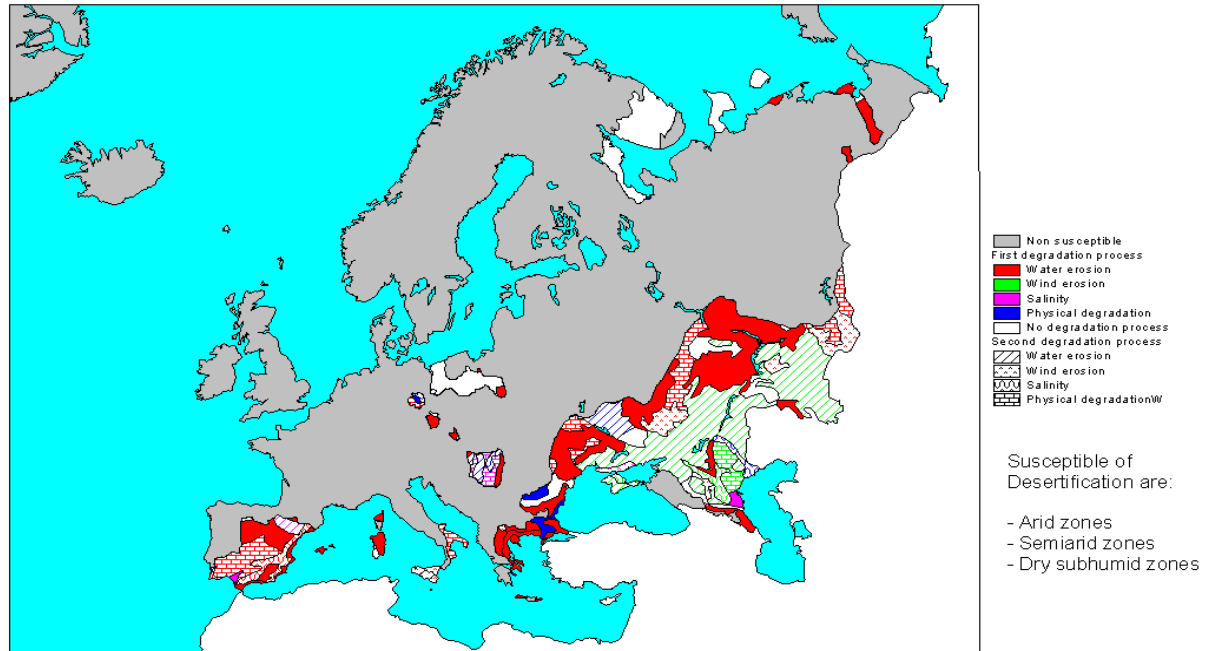 Non susceptible
First degradation process
Water erosion
Wind erosion
Salinity
Physical degradation
No degradation process
Second degradation process
Water erosion
Wind erosion
Salinity
Physical degradationW
Susceptible of
Desertification are:
- Arid zones
- Semiarid zones
- Dry subhumid zones